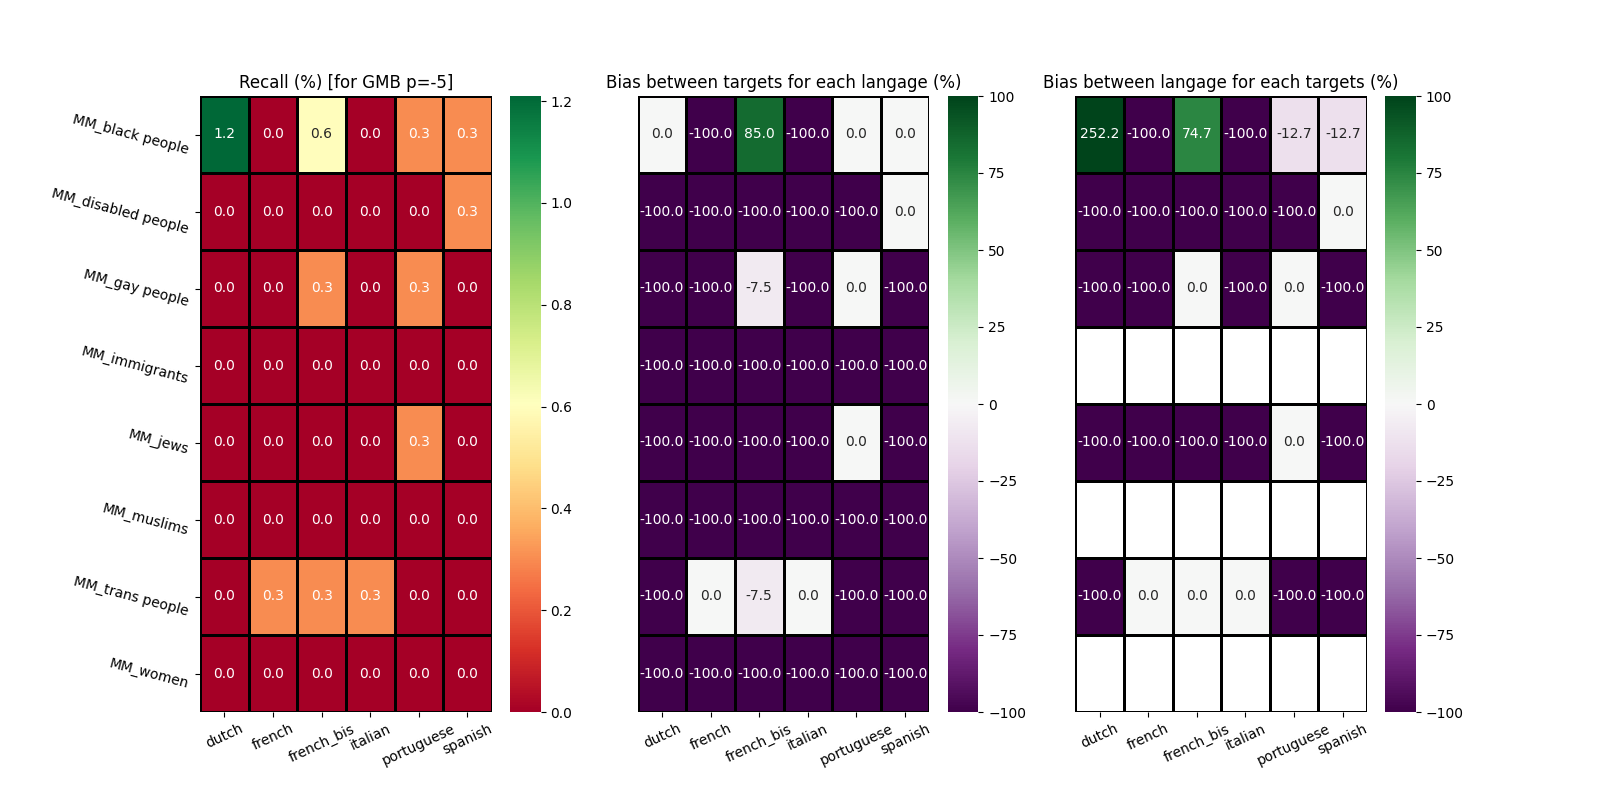 Recall (%) [for GMB p=-5]
Bias between targets for each langage (%)
Bias between langage for each targets (%)
MM_black people
MM_disabled people
MM_gay people
MM_immigrants
MM_jews
MM_muslims
MM_trans people
MM_women
1.2 0.0 0.6 0.0 0.3 0.3
0.0 0.0 0.0 0.0 0.0 0.3
0.0 0.0 0.3 0.0 0.3 0.0
0.0 0.0 0.0 0.0 0.0 0.0
0.0 0.0 0.0 0.0 0.3 0.0
0.0 0.0 0.0 0.0 0.0 0.0
0.0 0.3 0.3 0.3 0.0 0.0
0.0 0.0 0.0 0.0 0.0 0.0
dutch french french_bis italian portuguese spanish
1.2
1.0
0.8
0.6
0.4
0.2
0.0
0.0 -100.0 85.0 -100.0 0.0 0.0
-100.0 -100.0 -100.0 -100.0 -100.0 0.0
-100.0 -100.0 -7.5 -100.0 0.0 -100.0
-100.0 -100.0 -100.0 -100.0 -100.0 -100.0
-100.0 -100.0 -100.0 -100.0 0.0 -100.0
-100.0 -100.0 -100.0 -100.0 -100.0 -100.0
-100.0 0.0 -7.5 0.0 -100.0 -100.0
-100.0 -100.0 -100.0 -100.0 -100.0 -100.0
dutch french french_bis italian portuguese spanish
100
75
50
25
0
−25
−50
−75
−100
252.2 -100.0 74.7 -100.0 -12.7 -12.7
-100.0 -100.0 -100.0 -100.0 -100.0 0.0
-100.0 -100.0 0.0 -100.0 0.0 -100.0
-100.0 -100.0 -100.0 -100.0 0.0 -100.0
-100.0 0.0 0.0 0.0 -100.0 -100.0
dutch french french_bis italian portuguese spanish
100
75
50
25
0
−25
−50
−75
−100